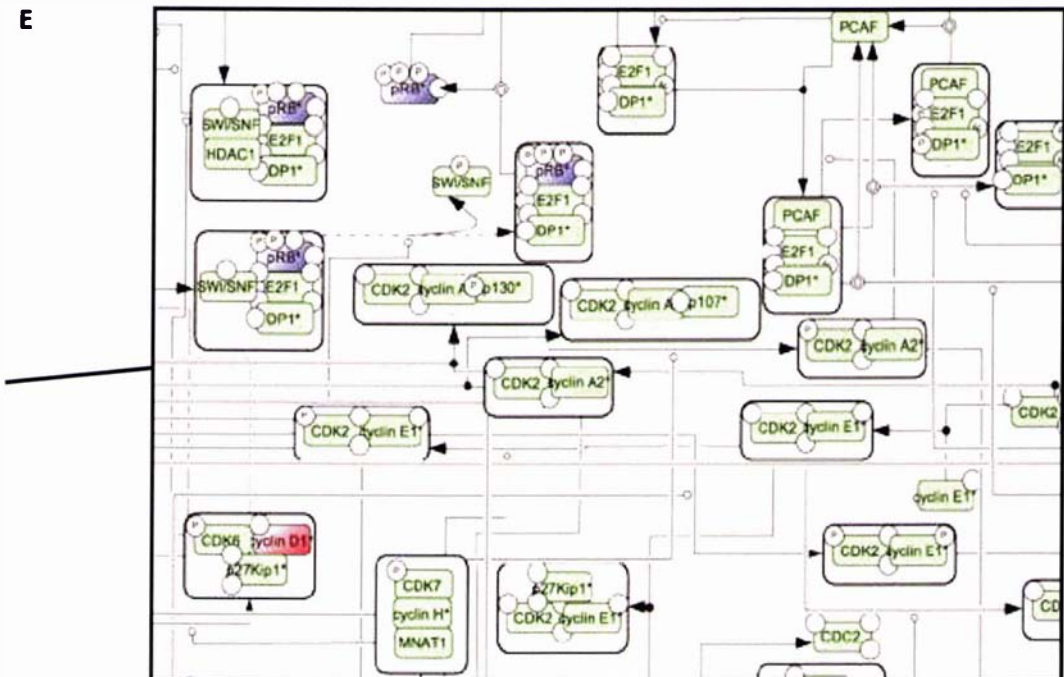 E
PCAF
E2F1
DP1*
P P P
pRB*
P P P
pRB*
SWI/SNF
E2F1
HDAC1
DP1*
PCAF
E2F1
P DP1*
E2F1
DP1*
P
SWI/SNF
P P P
pRB*
E2F1
DP1*
PCAF
E2F1
DP1*
P P
pRB*
SWI/SNF
E2F1
DP1*
CDK2
P p130*
CDK2
p107*
P
CDK2 cyclin A2*
CDK2 cyclin A2*
P
CDK2 cyclin E1*
CDK2 cyclin E1*
CDK2
cyclin E1*
P
CDK6 cyclin D1*
p27Kip1*
P P
CDK2 cyclin E1*
P
CDK7
cyclin H*
MNAT1
p27Kip1*
CDK2 cyclin E1*
CDC2